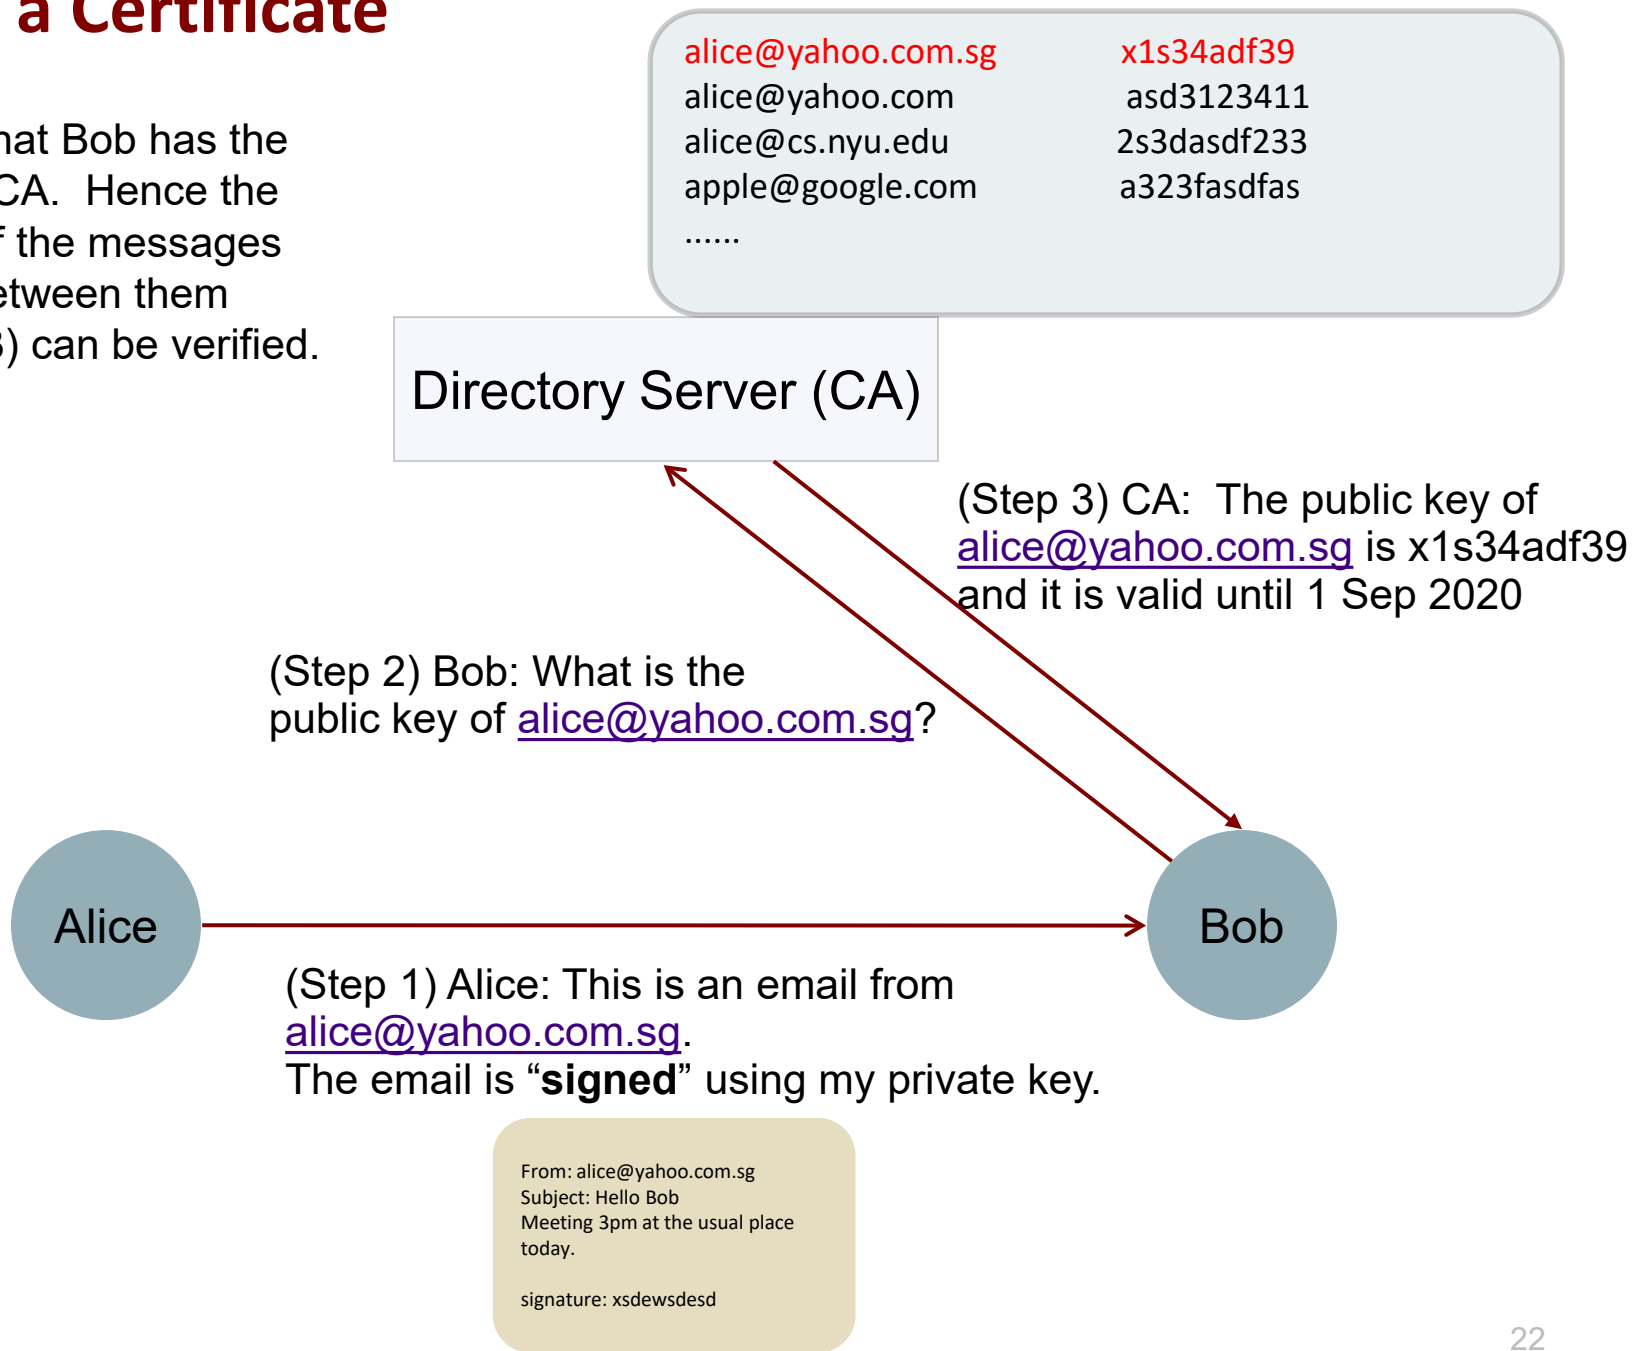 a Certificate
hat Bob has the
CA.  Hence the
f the messages
etween them
) can be verified.
alice@yahoo.com.sg x1s34adf39
alice@yahoo.com asd3123411
alice@cs.nyu.edu 2s3dasdf233
apple@google.com a323fasdfas
......
Directory Server (CA)
(Step 3) CA:  The public key of
alice@yahoo.com.sg is x1s34adf39
and it is valid until 1 Sep 2020
(Step 2) Bob: What is the
public key of alice@yahoo.com.sg?
Alice
Bob
(Step 1) Alice: This is an email from
alice@yahoo.com.sg.
The email is “signed” using my private key.
From: alice@yahoo.com.sg
Subject: Hello Bob
Meeting 3pm at the usual place
today.
signature: xsdewsdesd
22